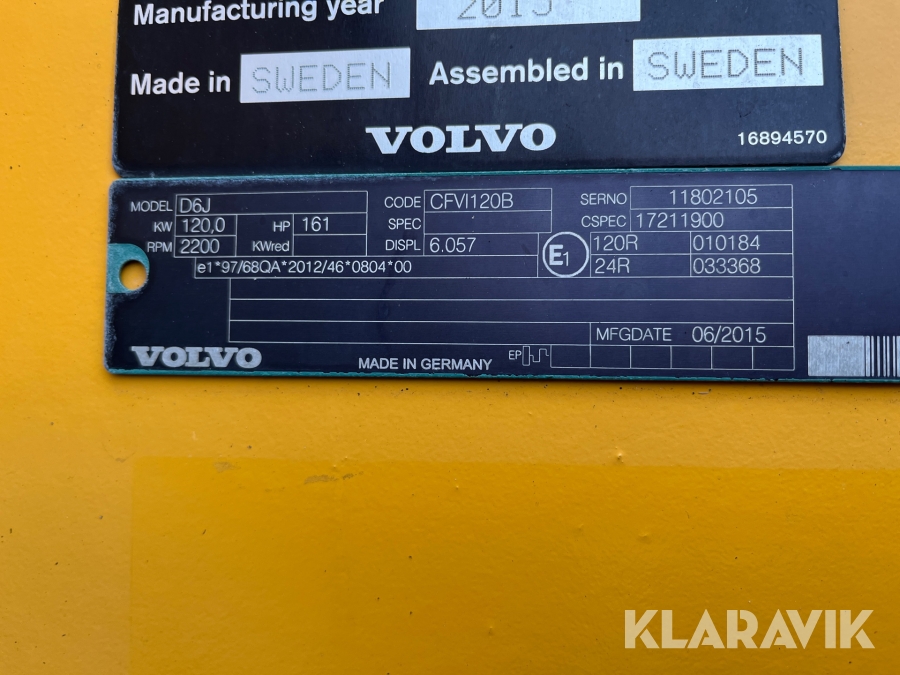 Manufacturing year 2015
Made in SWEDEN Assembled in SWEDEN
VOLVO 16894570
MODEL D6J CODE CFVI120B SERNO 11802105
KW 120,0 HP 161 SPEC CSPEC 17211900
RPM 2200 KWred DISPL 6.057 E1 120R 010184
e1*97/68QA*2012/46*0804*00 24R 033368
MFGDATE 06/2015
VOLVO MADE IN GERMANY EP
KLARAVIK